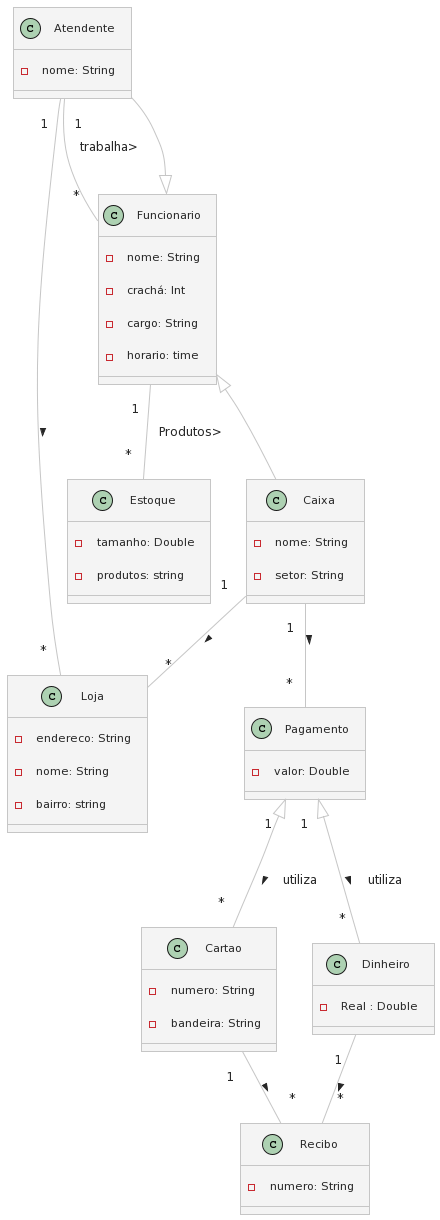 C Atendente
nome: String
1
1
trabalha>
*
C Funcionario
nome: String
crachá: Int
cargo: String
horario: time
1
Produtos>
*
C Estoque
tamanho: Double
produtos: string
C Caixa
nome: String
setor: String
1
*
*
1
*
C Loja
endereco: String
nome: String
bairro: string
C Pagamento
valor: Double
1
1
utiliza
utiliza
*
*
C Cartao
numero: String
bandeira: String
C Dinheiro
Real : Double
1
1
*
*
C Recibo
numero: String